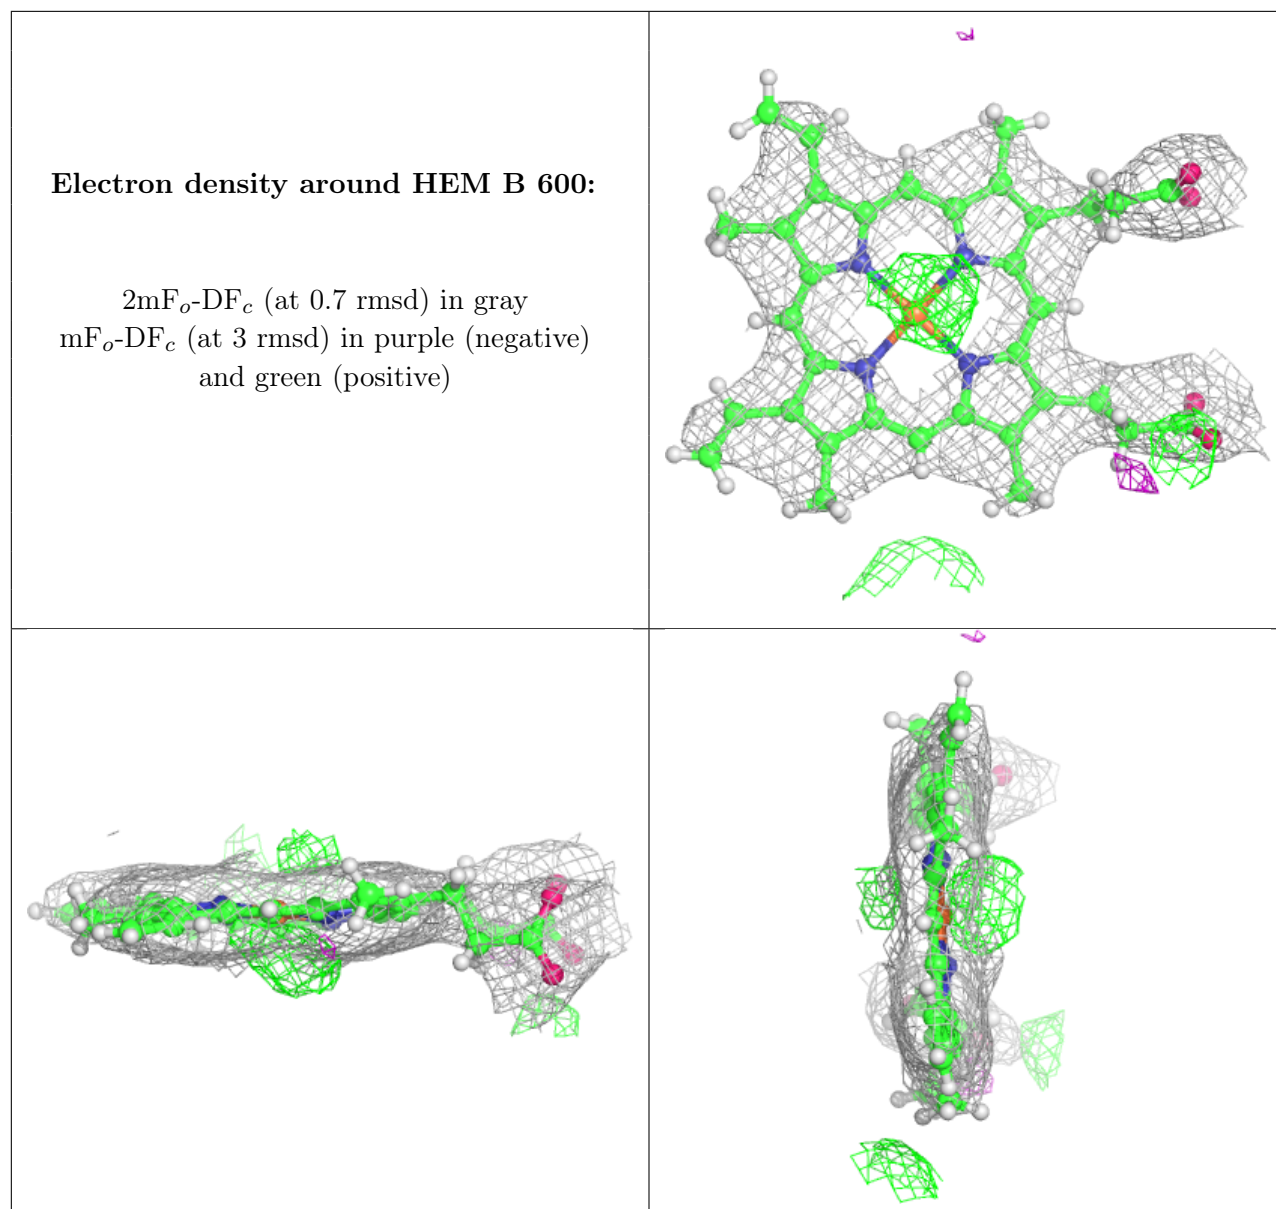 Electron density around HEM B 600:
2mFo-DFc (at 0.7 rmsd) in gray
mFo-DFc (at 3 rmsd) in purple (negative)
and green (positive)